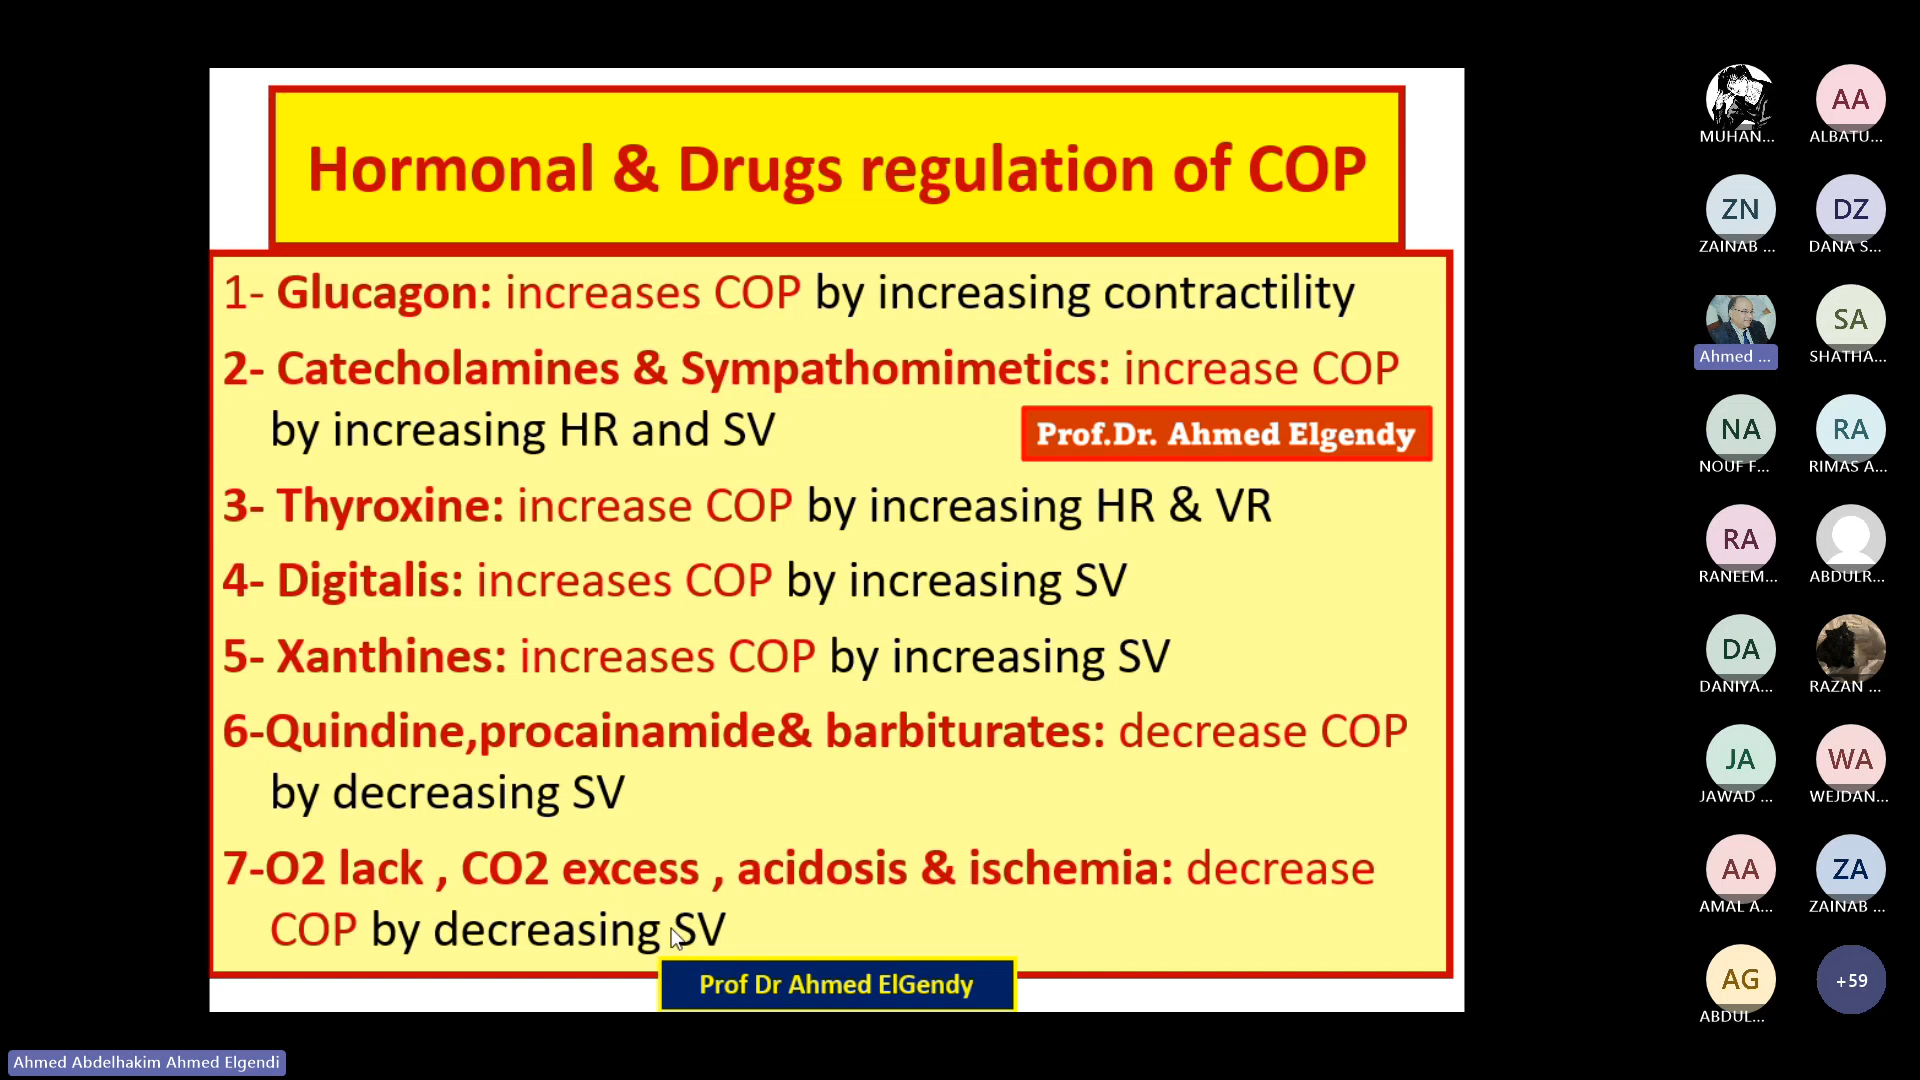 Hormonal & Drugs regulation of COP
1- Glucagon: increases COP by increasing contractility
2- Catecholamines & Sympathomimetics: increase COP
by increasing HR and SV
Prof.Dr. Ahmed Elgendy
3- Thyroxine: increase COP by increasing HR & VR
4- Digitalis: increases COP by increasing SV
5- Xanthines: increases COP by increasing SV
6-Quindine,procainamide& barbiturates: decrease COP
by decreasing SV
7-O2 lack , CO2 excess , acidosis & ischemia: decrease
COP by decreasing SV
Prof Dr Ahmed ElGendy
Ahmed Abdelhakim Ahmed Elgendi
MUHAN...
AA
ALBATU...
ZN
ZAINAB ...
DZ
DANA S...
Ahmed ...
SA
SHATHA...
NA
NOUF F...
RA
RIMAS A...
RA
RANEEM...
ABDULR...
DA
DANIYA...
RAZAN ...
JA
JAWAD ...
WA
WEJDAN...
AA
AMAL A...
ZA
ZAINAB ...
AG
ABDUL...
+59